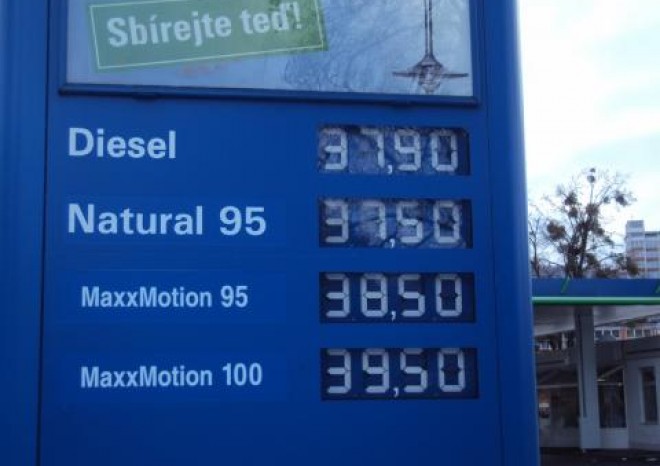 Sbírejte teď!
Diesel 37,90
Natural 95 37,50
MaxxMotion 95 38,50
MaxxMotion 100 39,50